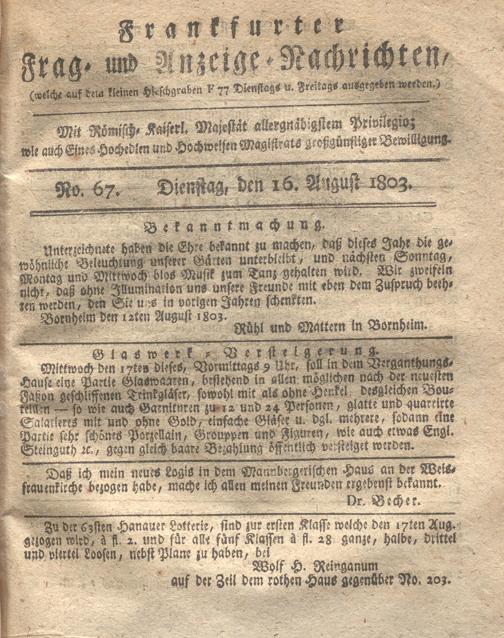 Frankfurter
Frag- und Anzeige-Nachrichten,
(welche auf dem kleinen Hirschgraben F 77 Dienstags u. Freitags ausgegeben werden.)
Mit Römisch-Kaiserl. Majestät allergnädigstem Privilegio;
wie auch Eines Hochedlen und Hochweisen Magistrats großgünstiger Bewilligung.
No. 67. Dienstag, den 16. August 1803.
Bekanntmachung.
Unterzeichnete haben die Ehre bekannt zu machen, daß dieses Jahr die ge-
wöhnliche Beleuchtung unserer Gärten unterbleibt, und nächsten Sonntag,
Montag und Mittwoch blos Musik zum Tanz gehalten wird. Wir zweifeln
nicht, daß ohne Illumination uns unsere Freunde mit eben dem Zuspruch beeh-
ren werden, den Sie uns in vorigen Jahren schenkten.
Bornheim den 12ten August 1803.
Rühl und Mattern in Bornheim.
Glaswerk-Versteigerung.
Mittwoch den 17ten dieses, Vormittags 9 Uhr, soll in dem Verganthungs-
Hause eine Partie Glaswaaren, bestehend in allen möglichen nach der neuesten
Façon geschliffenen Trinkgläser, sowohl mit als ohne Henkel, desgleichen Bou-
teillen — so wie auch Garnituren zu 12 und 24 Personen, glatte und quarrirte
Salatiers mit und ohne Gold, einfache Gläser u. dgl. mehrere, sodann eine
Partie sehr schönes Porzellain, Grouppen und Figuren, wie auch etwas Engl.
Steinguth ꝛc., gegen gleich baare Bezahlung öffentlich versteiget werden.
Daß ich mein neues Logis in dem Mannbergerischen Haus an der Weis-
frauenkirche bezogen habe, mache ich allen meinen Freunden ergebenst bekannt.
Dr. Becher.
Zu der 63sten Hanauer Lotterie, sind zur ersten Klasse welche den 17ten Aug.
gezogen wird, à fl. 2. und für alle fünf Klassen à fl. 28 ganze, halbe, drittel
und viertel Loosen, nebst Plane zu haben, bei
Wolf H. Reinganum
auf der Zeil dem rothen Haus gegenüber No. 203.